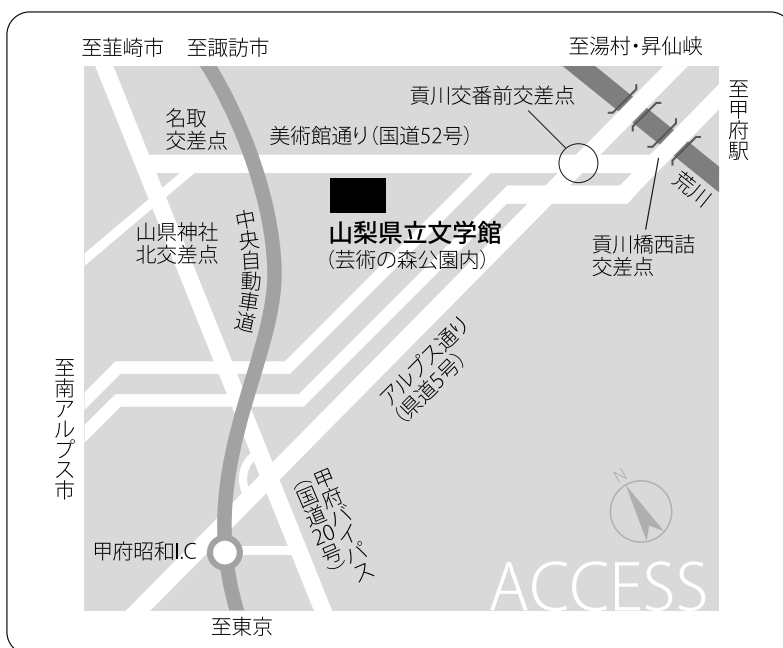 至韮崎市
至諏訪市
至湯村・昇仙峡
至甲府駅
貢川交番前交差点
名取
交差点
美術館通り(国道52号)
荒川
山梨県立文学館
(芸術の森公園内)
山県神社
北交差点
中央自動車道
貢川橋西詰
交差点
アルプス通り
(県道5号)
至南アルプス市
甲府バイパス
(国道20号)
N
甲府昭和I.C
ACCESS
至東京